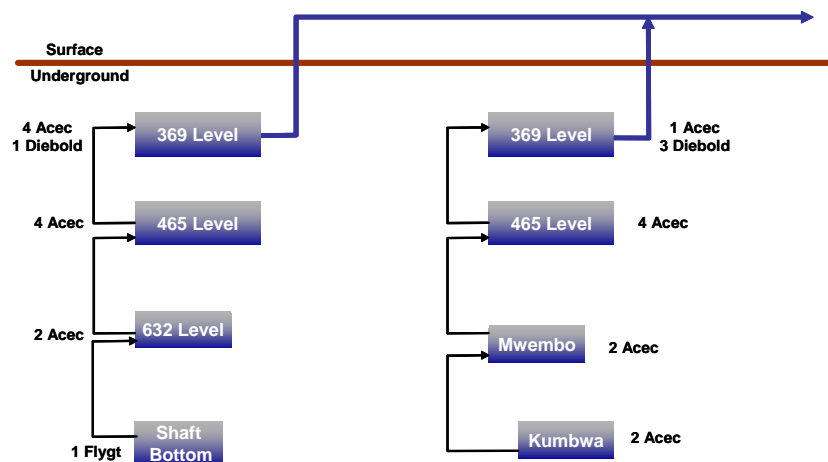 Surface
Underground
4 Acec
1 Diebold
369 Level
369 Level
1 Acec
3 Diebold
4 Acec
465 Level
465 Level
4 Acec
2 Acec
632 Level
Mwembo
2 Acec
1 Flygt
Shaft
Bottom
Kumbwa
2 Acec